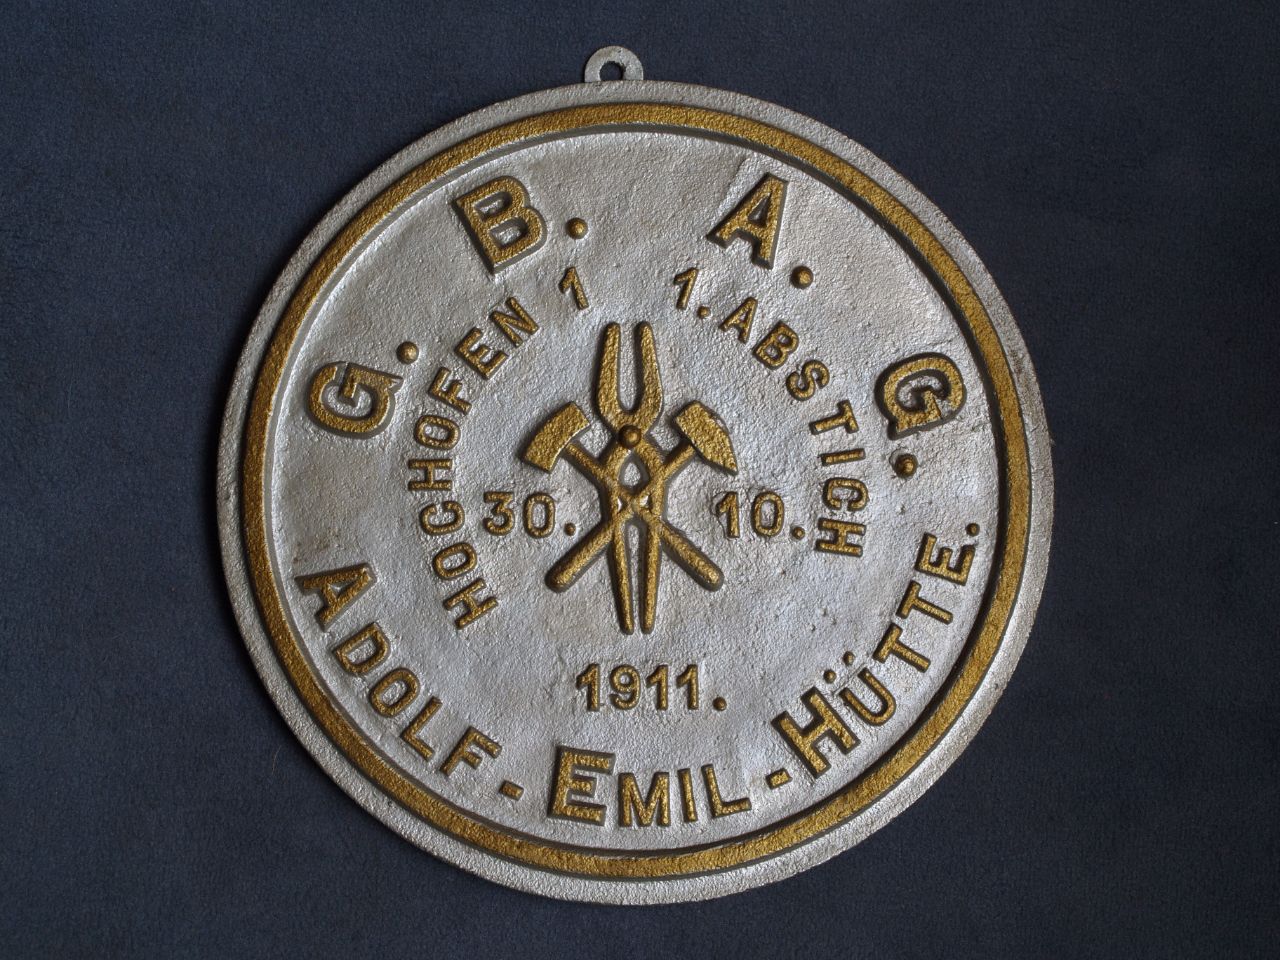 G. B. A. G.
HOCHOFEN 1 1. ABSTICH
30. 10.
1911.
ADOLF-EMIL-HÜTTE.